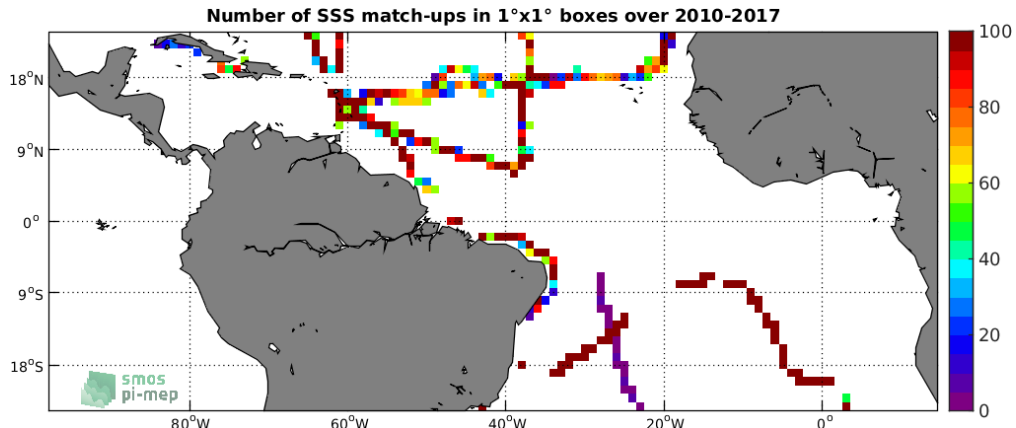 Number of SSS match-ups in 1°x1° boxes over 2010-2017
100
18°N
80
9°N
60
0°
40
9°S
20
18°S
smos
pi-mep
0
80°W
60°W
40°W
20°W
0°